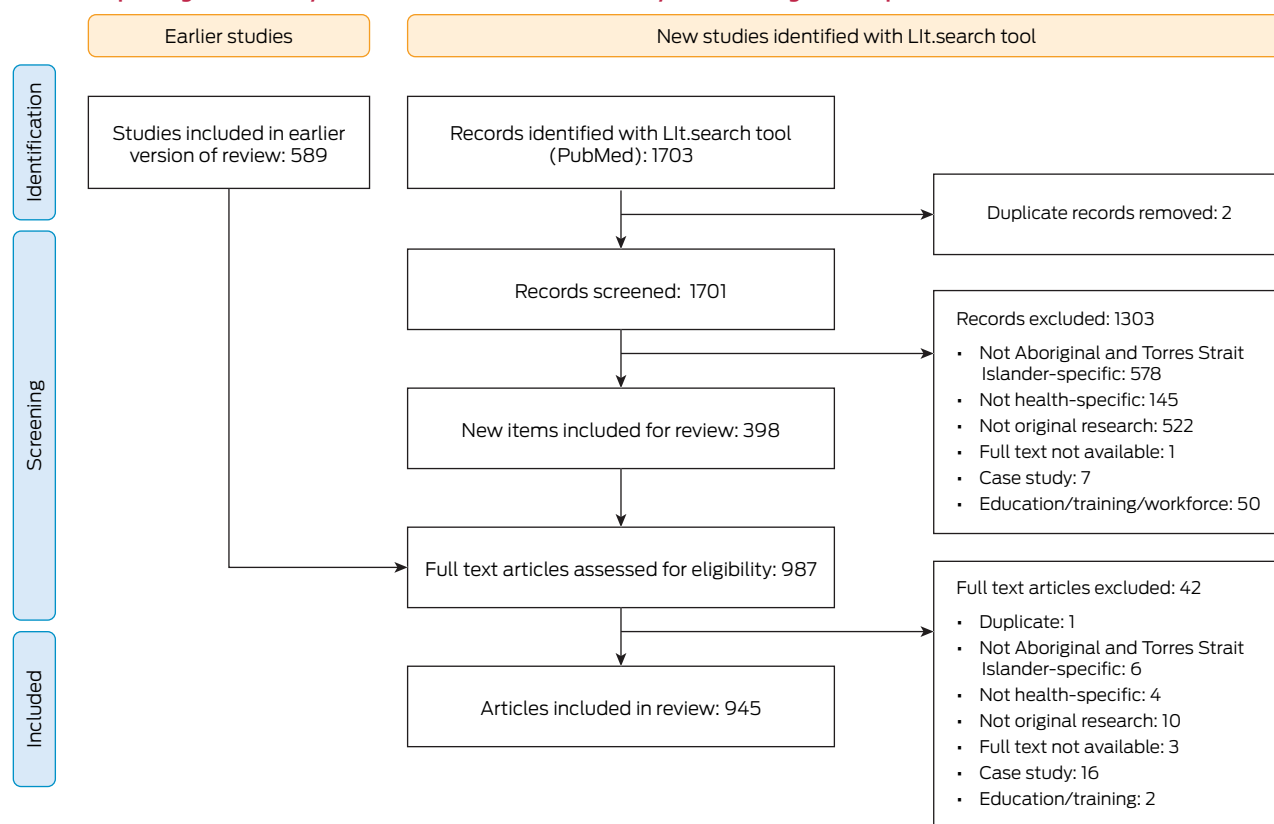 Earlier studies
New studies identified with LIt.search tool
Identification
Studies included in earlier
version of review: 589
Records identified with LIt.search tool
(PubMed): 1703
Duplicate records removed: 2
Screening
Records screened: 1701
Records excluded: 1303
• Not Aboriginal and Torres Strait
Islander-specific: 578
• Not health-specific: 145
• Not original research: 522
• Full text not available: 1
• Case study: 7
• Education/training/workforce: 50
New items included for review: 398
Full text articles assessed for eligibility: 987
Full text articles excluded: 42
• Duplicate: 1
• Not Aboriginal and Torres Strait
Islander-specific: 6
• Not health-specific: 4
• Not original research: 10
• Full text not available: 3
• Case study: 16
• Education/training: 2
Included
Articles included in review: 945